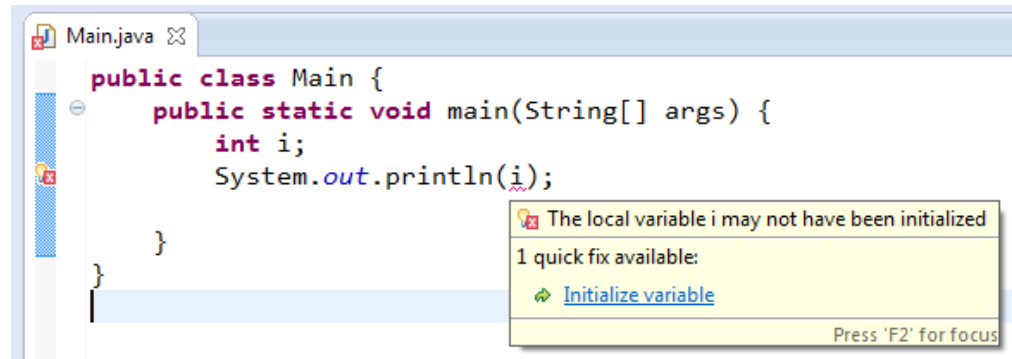 Main.java
public class Main {
public static void main(String[] args) {
int i;
System.out.println(i);
The local variable i may not have been initialized
}
1 quick fix available:
}
Initialize variable
Press 'F2' for focus